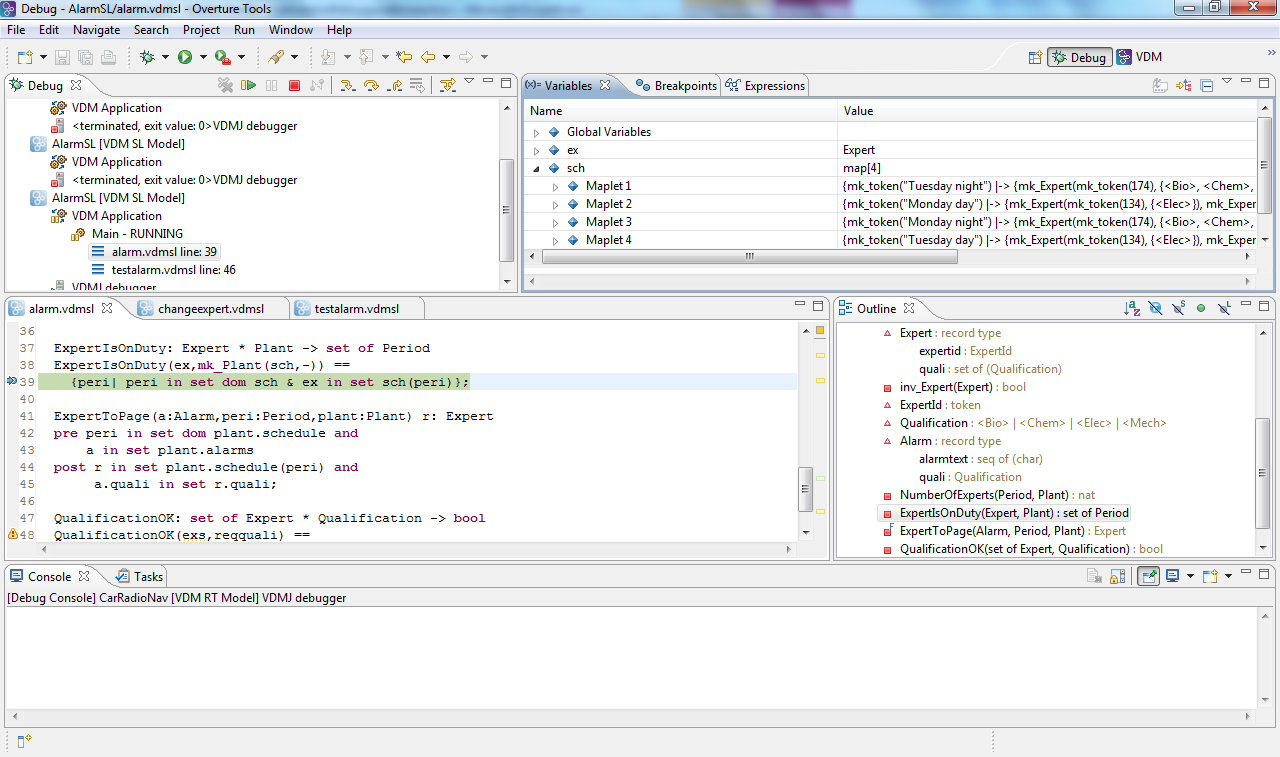 Debug - AlarmSL/alarm.vdmsl - Overture Tools
File Edit Navigate Search Project Run Window Help
Debug VDM
Debug
VDM Application
<terminated, exit value: 0>VDMJ debugger
AlarmSL [VDM SL Model]
VDM Application
<terminated, exit value: 0>VDMJ debugger
AlarmSL [VDM SL Model]
VDM Application
Main - RUNNING
alarm.vdmsl line: 39
testalarm.vdmsl line: 46
VDMJ debugger
(x)= Variables Breakpoints Expressions
Name Value
Global Variables
ex Expert
sch map[4]
Maplet 1 {mk_token("Tuesday night") |-> {mk_Expert(mk_token(174), {<Bio>, <Chem>,
Maplet 2 {mk_token("Monday day") |-> {mk_Expert(mk_token(134), {<Elec>}), mk_Exper
Maplet 3 {mk_token("Monday night") |-> {mk_Expert(mk_token(174), {<Bio>, <Chem>,
Maplet 4 {mk_token("Tuesday day") |-> {mk_Expert(mk_token(134), {<Elec>}), mk_Exper
alarm.vdmsl changeexpert.vdmsl testalarm.vdmsl
36
37 ExpertIsOnDuty: Expert * Plant -> set of Period
38 ExpertIsOnDuty(ex,mk_Plant(sch,-)) ==
39 {peri| peri in set dom sch & ex in set sch(peri)};
40
41 ExpertToPage(a:Alarm,peri:Period,plant:Plant) r: Expert
42 pre peri in set dom plant.schedule and
43 a in set plant.alarms
44 post r in set plant.schedule(peri) and
45 a.quali in set r.quali;
46
47 QualificationOK: set of Expert * Qualification -> bool
48 QualificationOK(exs,reqquali) ==
Outline
Expert : record type
expertid : ExpertId
quali : set of (Qualification)
inv_Expert(Expert) : bool
ExpertId : token
Qualification : <Bio> | <Chem> | <Elec> | <Mech>
Alarm : record type
alarmtext : seq of (char)
quali : Qualification
NumberOfExperts(Period, Plant) : nat
ExpertIsOnDuty(Expert, Plant) : set of Period
ExpertToPage(Alarm, Period, Plant) : Expert
QualificationOK(set of Expert, Qualification) : bool
Console Tasks
[Debug Console] CarRadioNav [VDM RT Model] VDMJ debugger